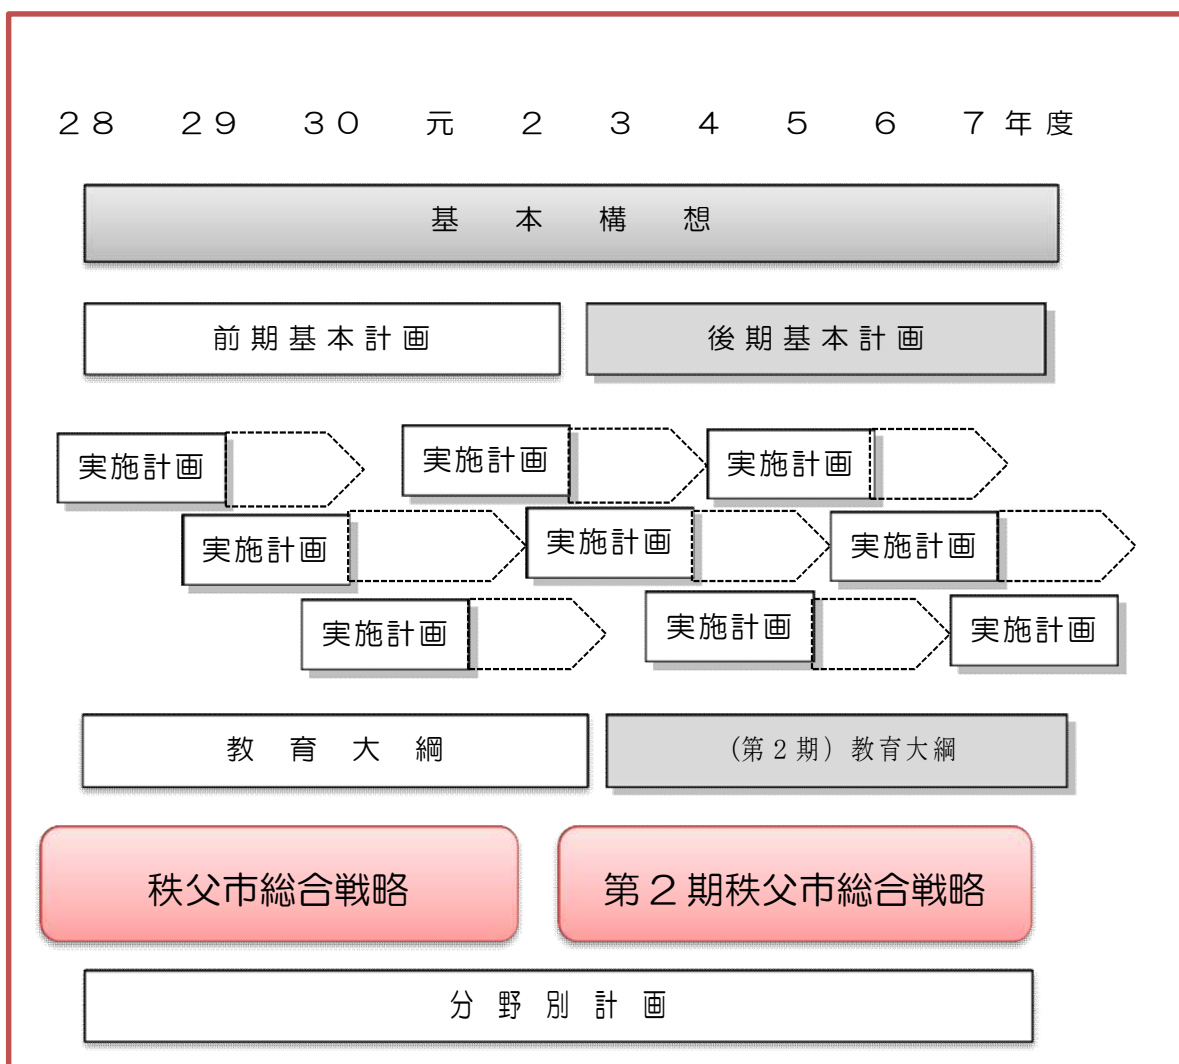 ２８ ２９ ３０ 元 ２ ３ ４ ５ ６ ７年度
基本構想
前期基本計画 後期基本計画
実施計画 実施計画 実施計画
実施計画 実施計画 実施計画
実施計画 実施計画 実施計画
教育大綱 (第２期）教育大綱
秩父市総合戦略 第２期秩父市総合戦略
分野別計画